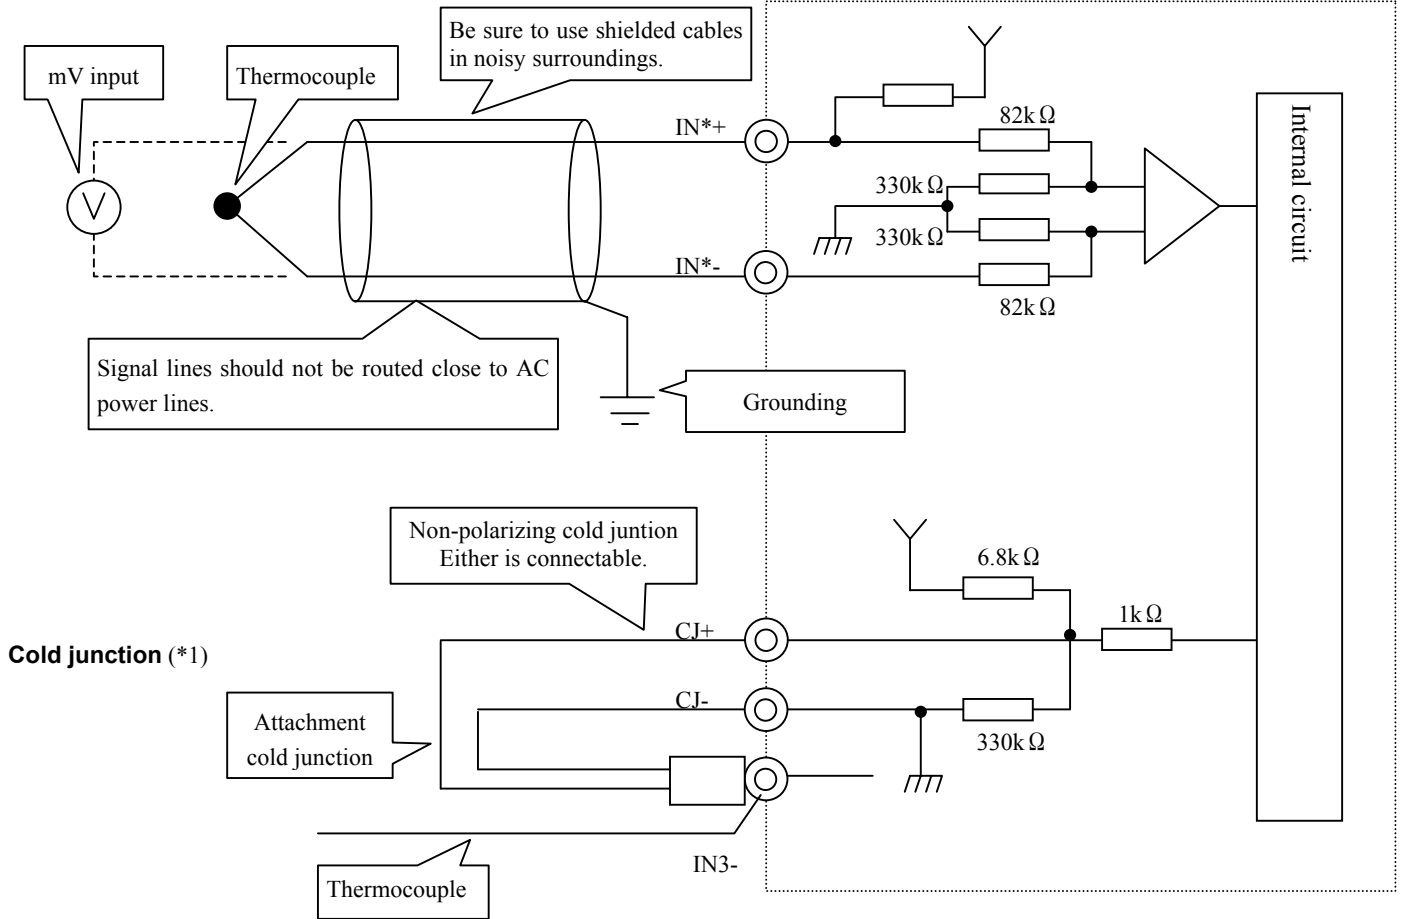 Be sure to use shielded cables
in noisy surroundings.
mV input
Thermocouple
IN*+
82kΩ
330kΩ
330kΩ
IN*-
82kΩ
Internal circuit
V
Signal lines should not be routed close to AC
power lines.
Grounding
Non-polarizing cold juntion
Either is connectable.
6.8kΩ
1kΩ
CJ+
Cold junction (*1)
CJ-
330kΩ
Attachment
cold junction
IN3-
Thermocouple